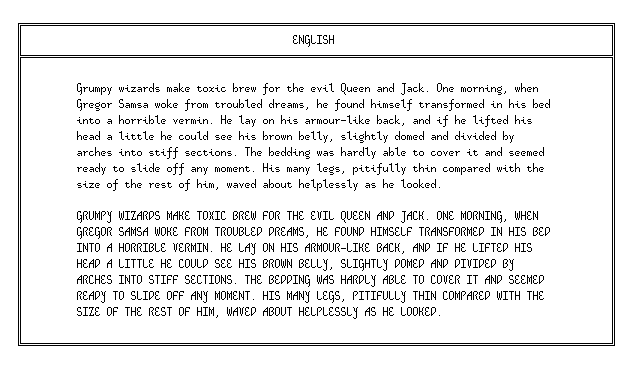 ENGLISH
Grumpy wizards make toxic brew for the evil Queen and Jack. One morning, when
Gregor Samsa woke from troubled dreams, he found himself transformed in his bed
into a horrible vermin. He lay on his armour-like back, and if he lifted his
head a little he could see his brown belly, slightly domed and divided by
arches into stiff sections. The bedding was hardly able to cover it and seemed
ready to slide off any moment. His many legs, pitifully thin compared with the
size of the rest of him, waved about helplessly as he looked.
GRUMPY WIZARDS MAKE TOXIC BREW FOR THE EVIL QUEEN AND JACK. ONE MORNING, WHEN
GREGOR SAMSA WOKE FROM TROUBLED DREAMS, HE FOUND HIMSELF TRANSFORMED IN HIS BED
INTO A HORRIBLE VERMIN. HE LAY ON HIS ARMOUR-LIKE BACK, AND IF HE LIFTED HIS
HEAD A LITTLE HE COULD SEE HIS BROWN BELLY, SLIGHTLY DOMED AND DIVIDED BY
ARCHES INTO STIFF SECTIONS. THE BEDDING WAS HARDLY ABLE TO COVER IT AND SEEMED
READY TO SLIDE OFF ANY MOMENT. HIS MANY LEGS, PITIFULLY THIN COMPARED WITH THE
SIZE OF THE REST OF HIM, WAVED ABOUT HELPLESSLY AS HE LOOKED.